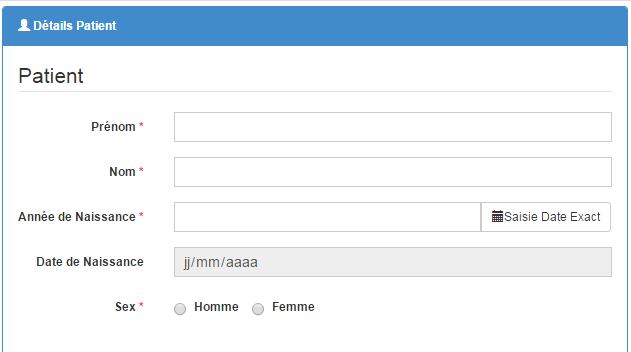 Détails Patient
Patient
Prénom *
Nom *
Année de Naissance * Saisie Date Exact
Date de Naissance jj/mm/aaaa
Sex * Homme Femme